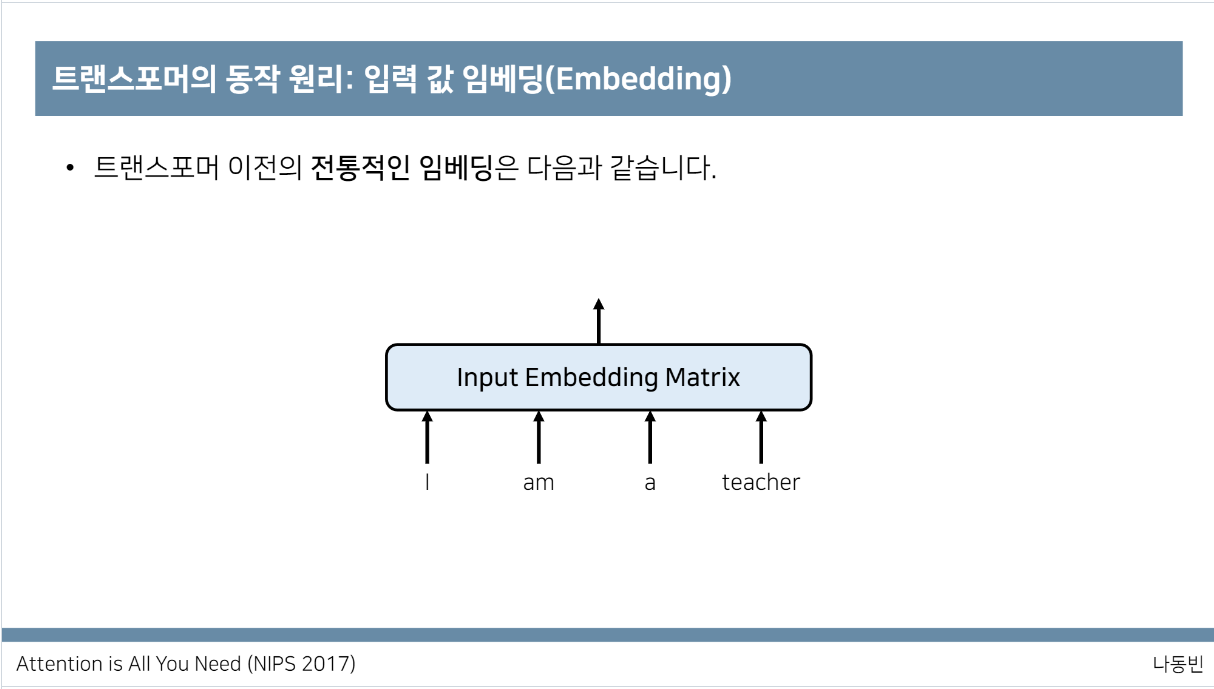 트랜스포머의 동작 원리: 입력 값 임베딩(Embedding)
• 트랜스포머 이전의 전통적인 임베딩은 다음과 같습니다.
Input Embedding Matrix
I am a teacher
Attention is All You Need (NIPS 2017)
나동빈